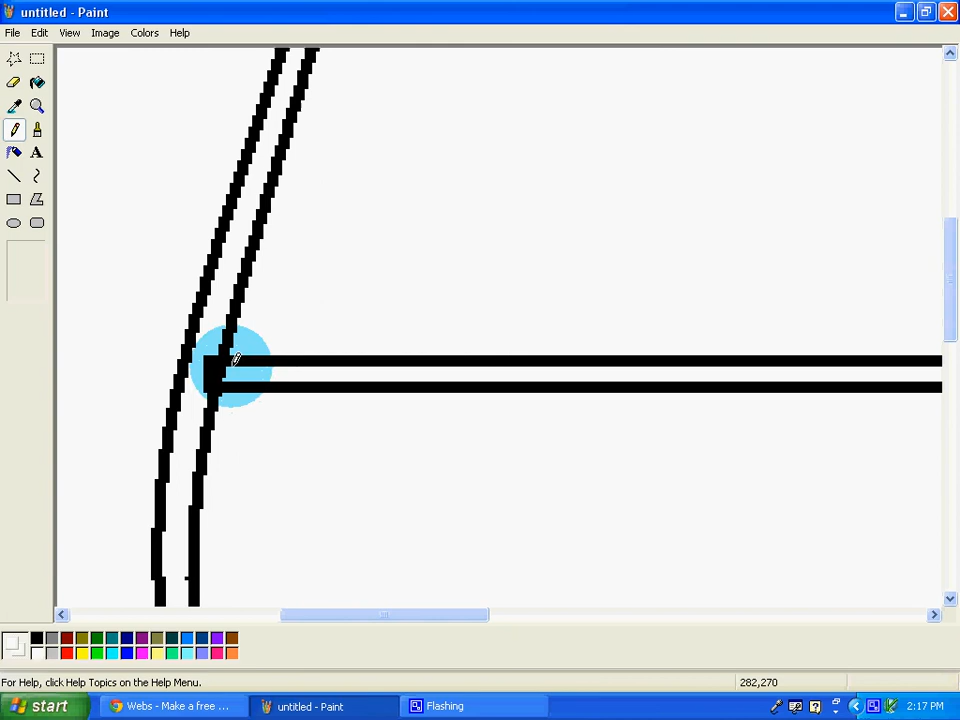 untitled - Paint
File Edit View Image Colors Help
A
For Help, click Help Topics on the Help Menu.
282,270
start
Webs - Make a free ...
untitled - Paint
Flashing
2:17 PM